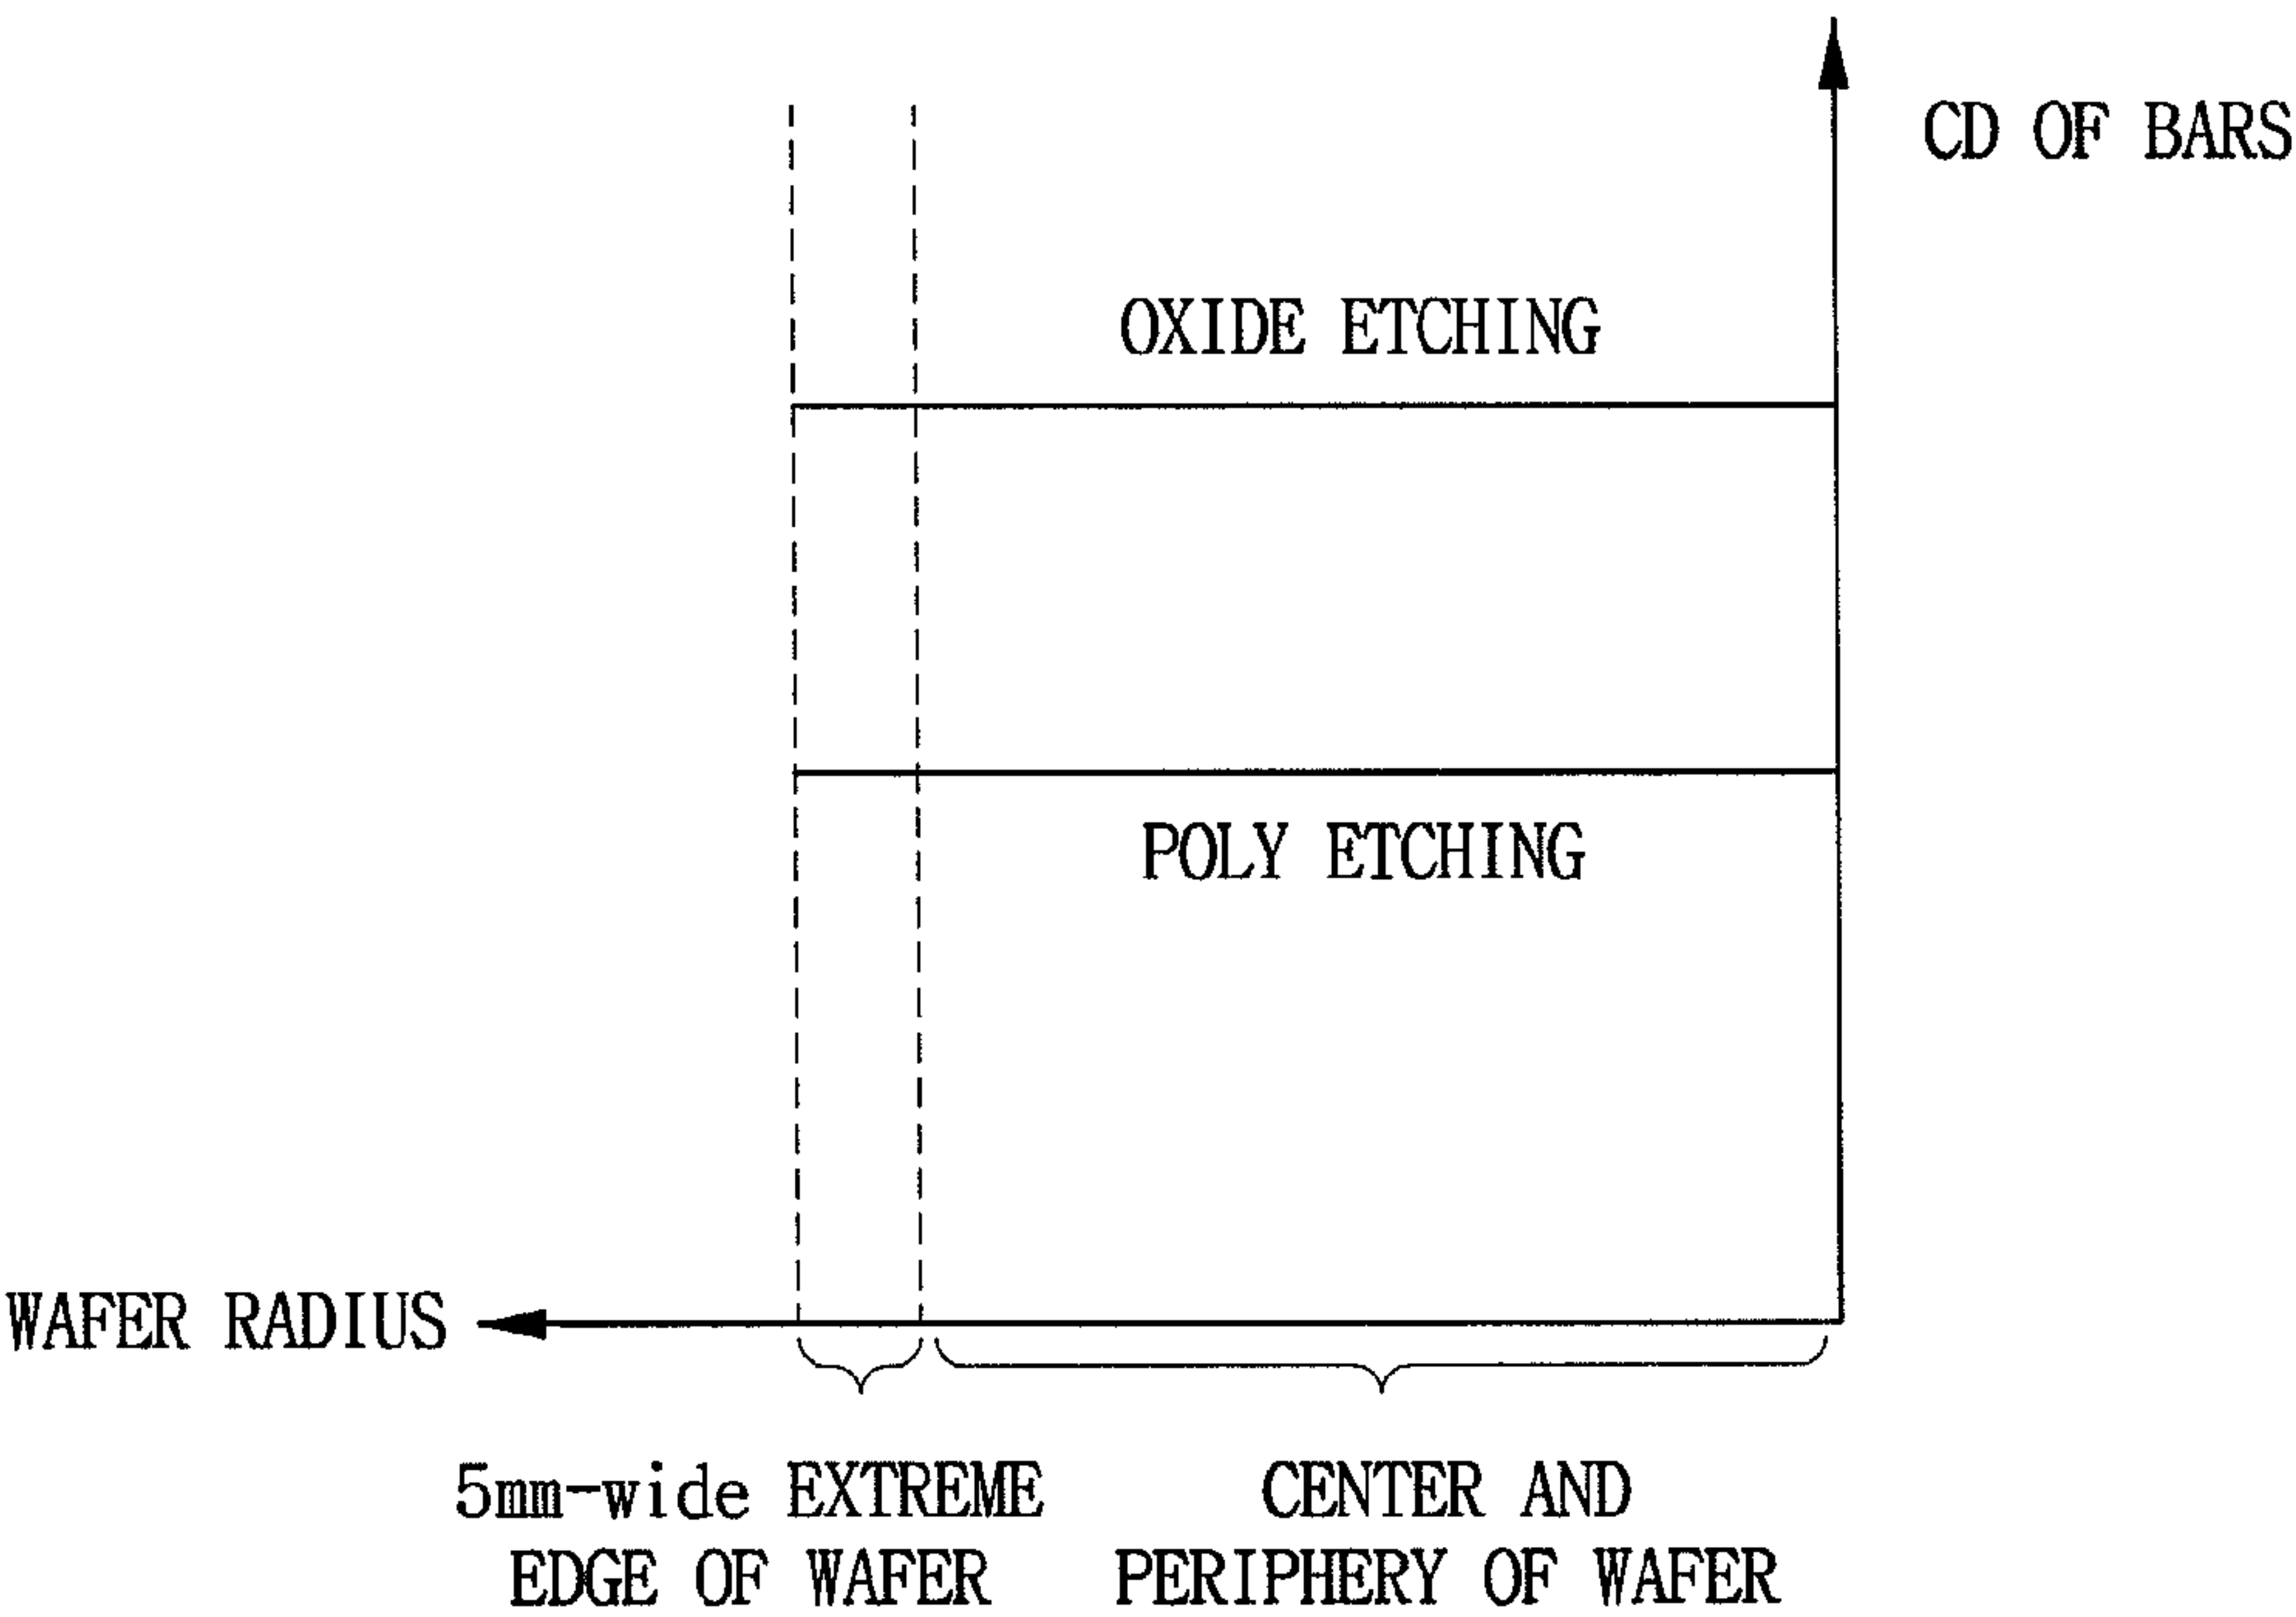 CD OF BARS
OXIDE ETCHING
POLY ETCHING
WAFER RADIUS
5mm-wide EXTREME
EDGE OF WAFER
CENTER AND
PERIPHERY OF WAFER